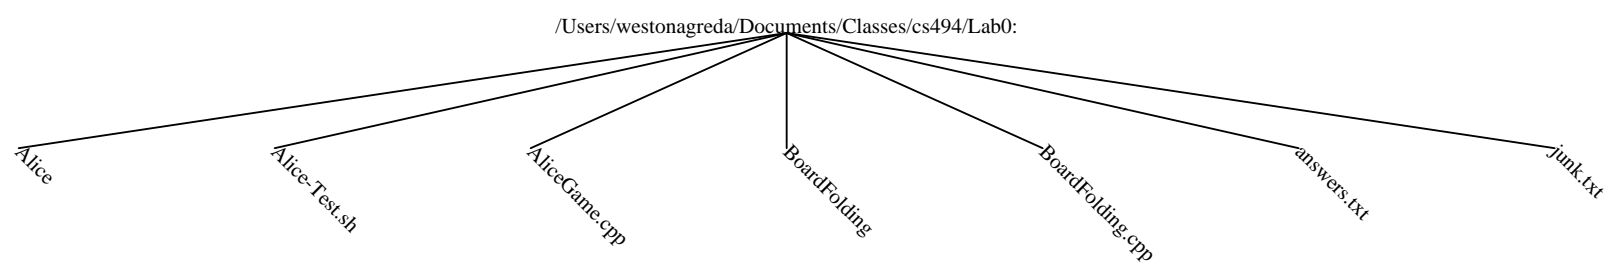 /Users/westonagreda/Documents/Classes/cs494/Lab0:
Alice
Alice-Test.sh
AliceGame.cpp
BoardFolding
BoardFolding.cpp
answers.txt
junk.txt